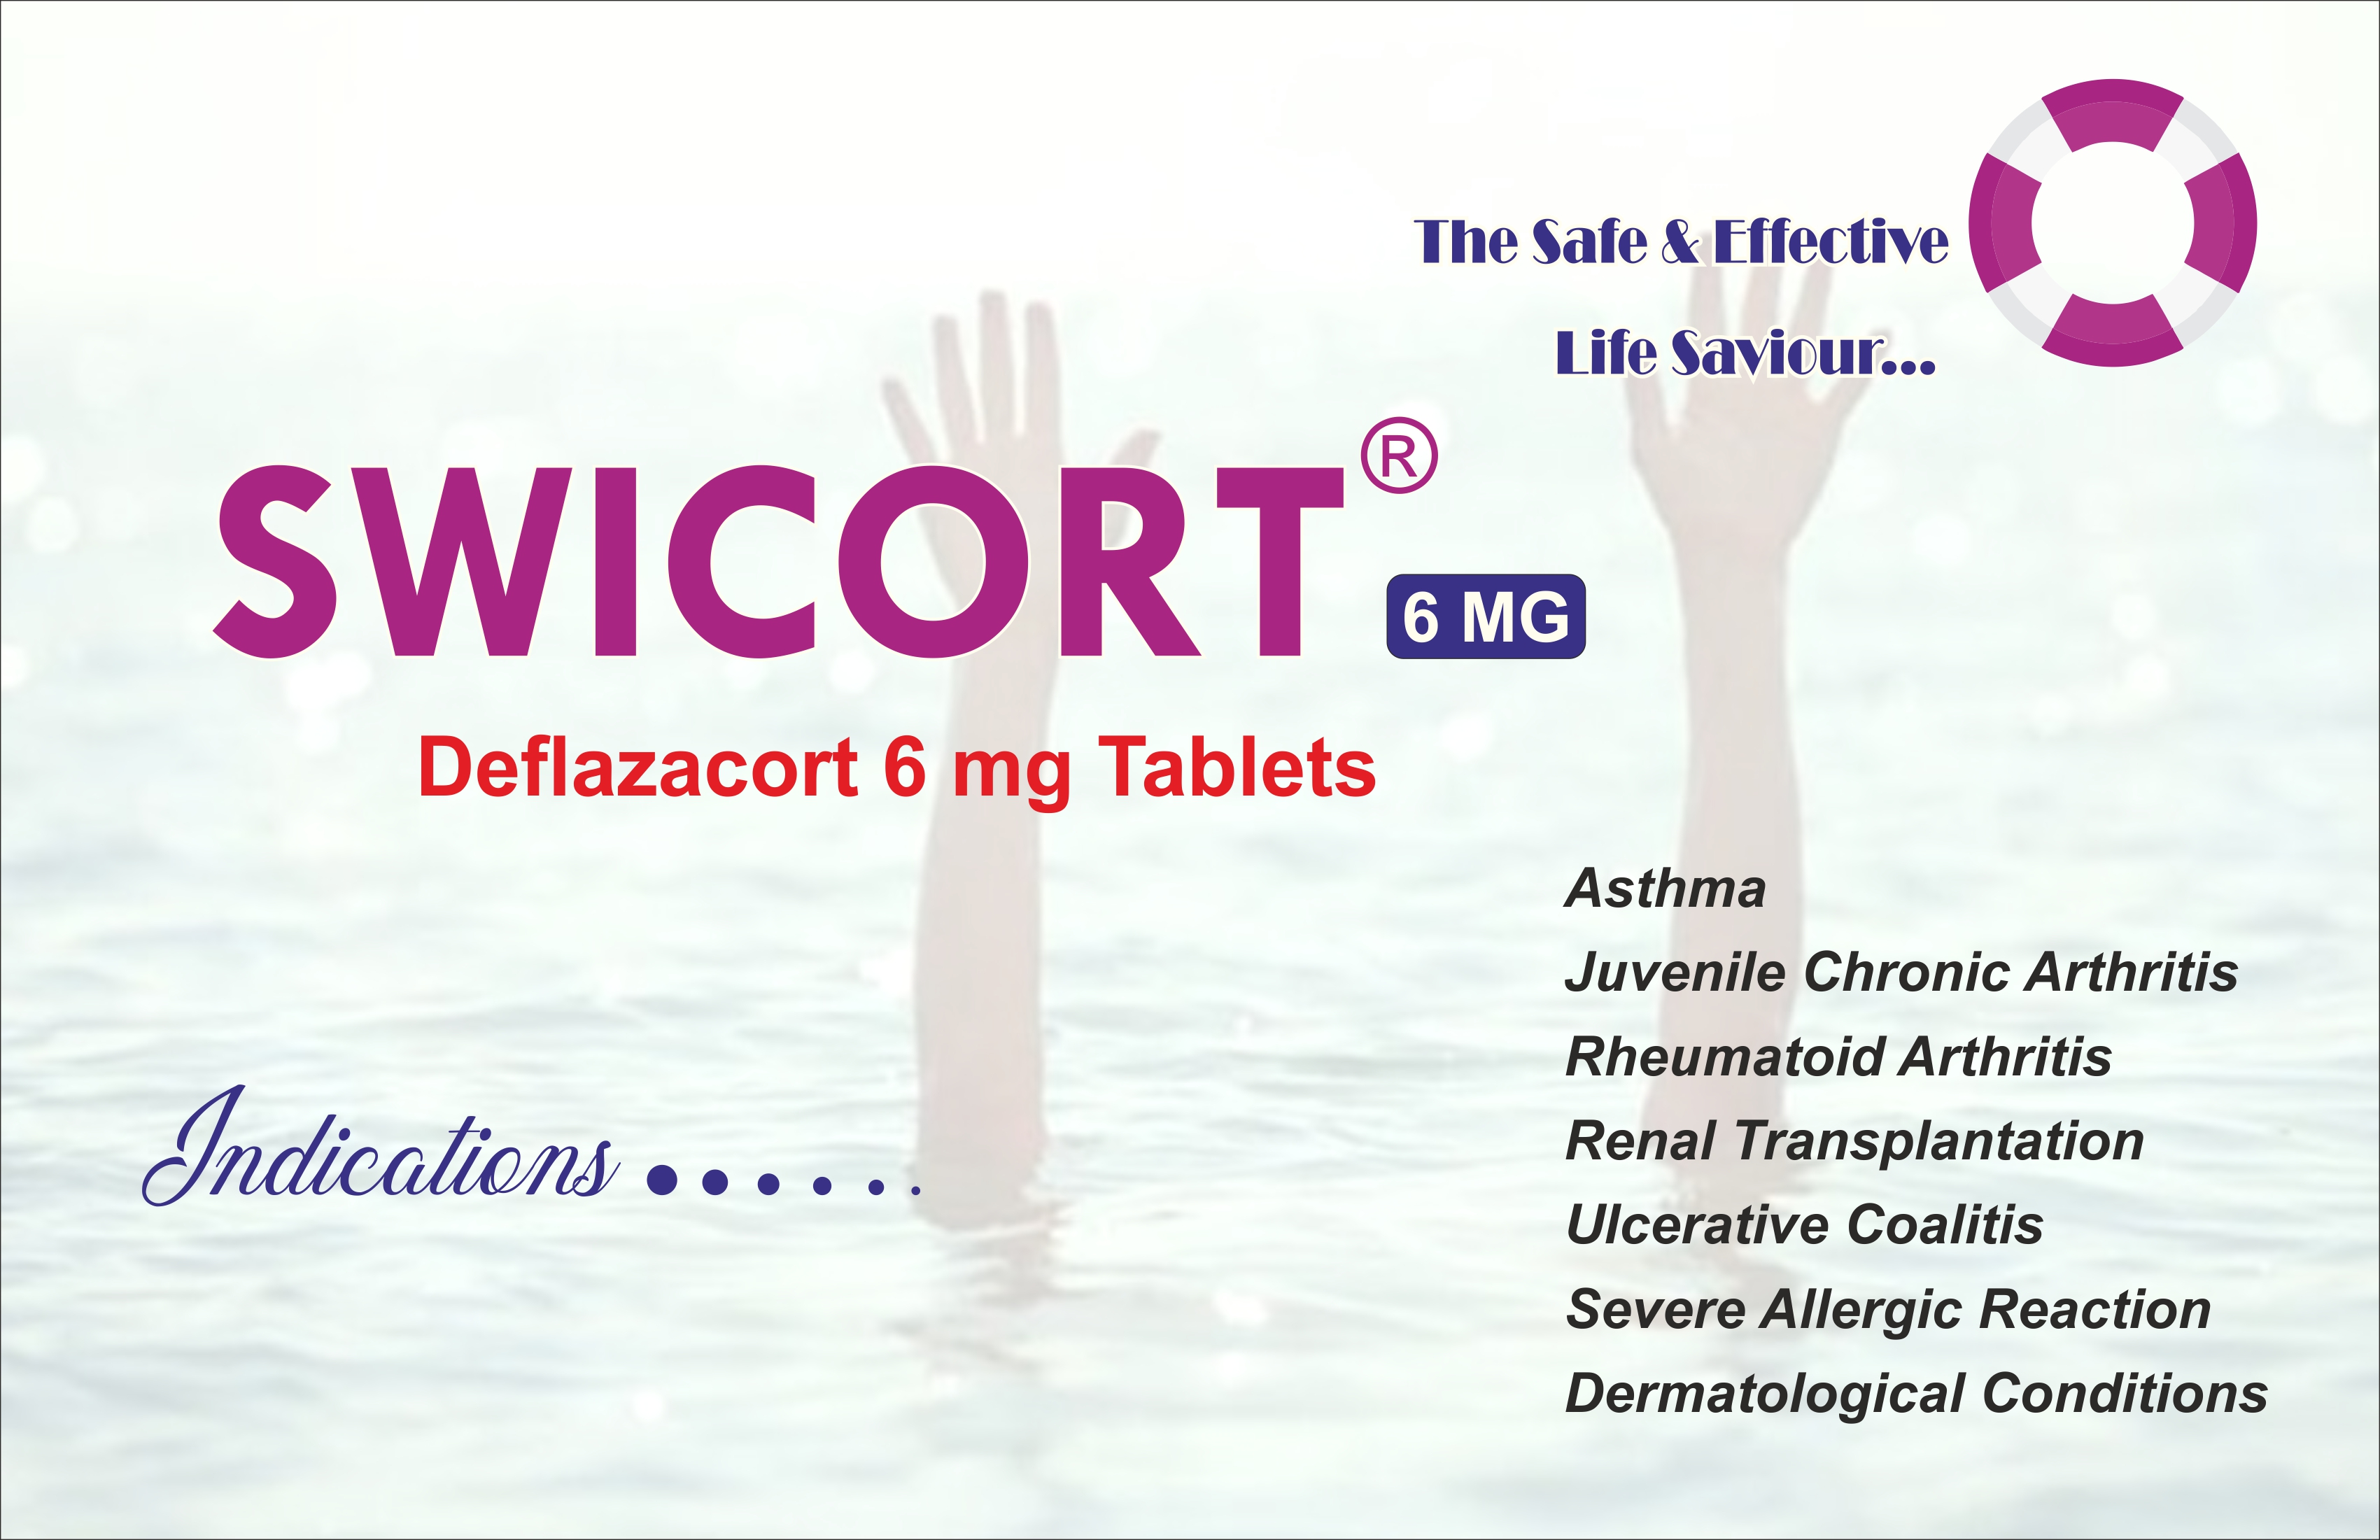 The Safe & Effective
Life Saviour...
SWICORT®
6 MG
Deflazacort 6 mg Tablets
Indications ......
Asthma
Juvenile Chronic Arthritis
Rheumatoid Arthritis
Renal Transplantation
Ulcerative Coalitis
Severe Allergic Reaction
Dermatological Conditions